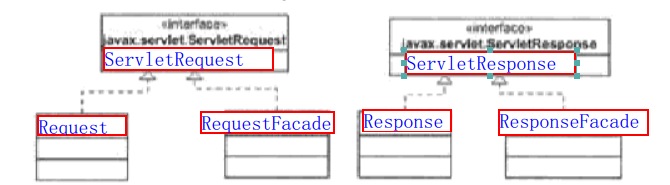 «interface»
javax.servlet.ServletRequest
ServletRequest
Request
RequestFacade
«interface»
javax.servlet.ServletResponse
ServletResponse
Response
ResponseFacade